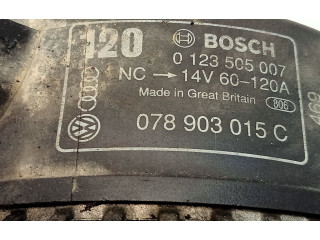 120 BOSCH
0 123 505 007
NC → 14V 60–120A
Made in Great Britain 806
078 903 015 C
469